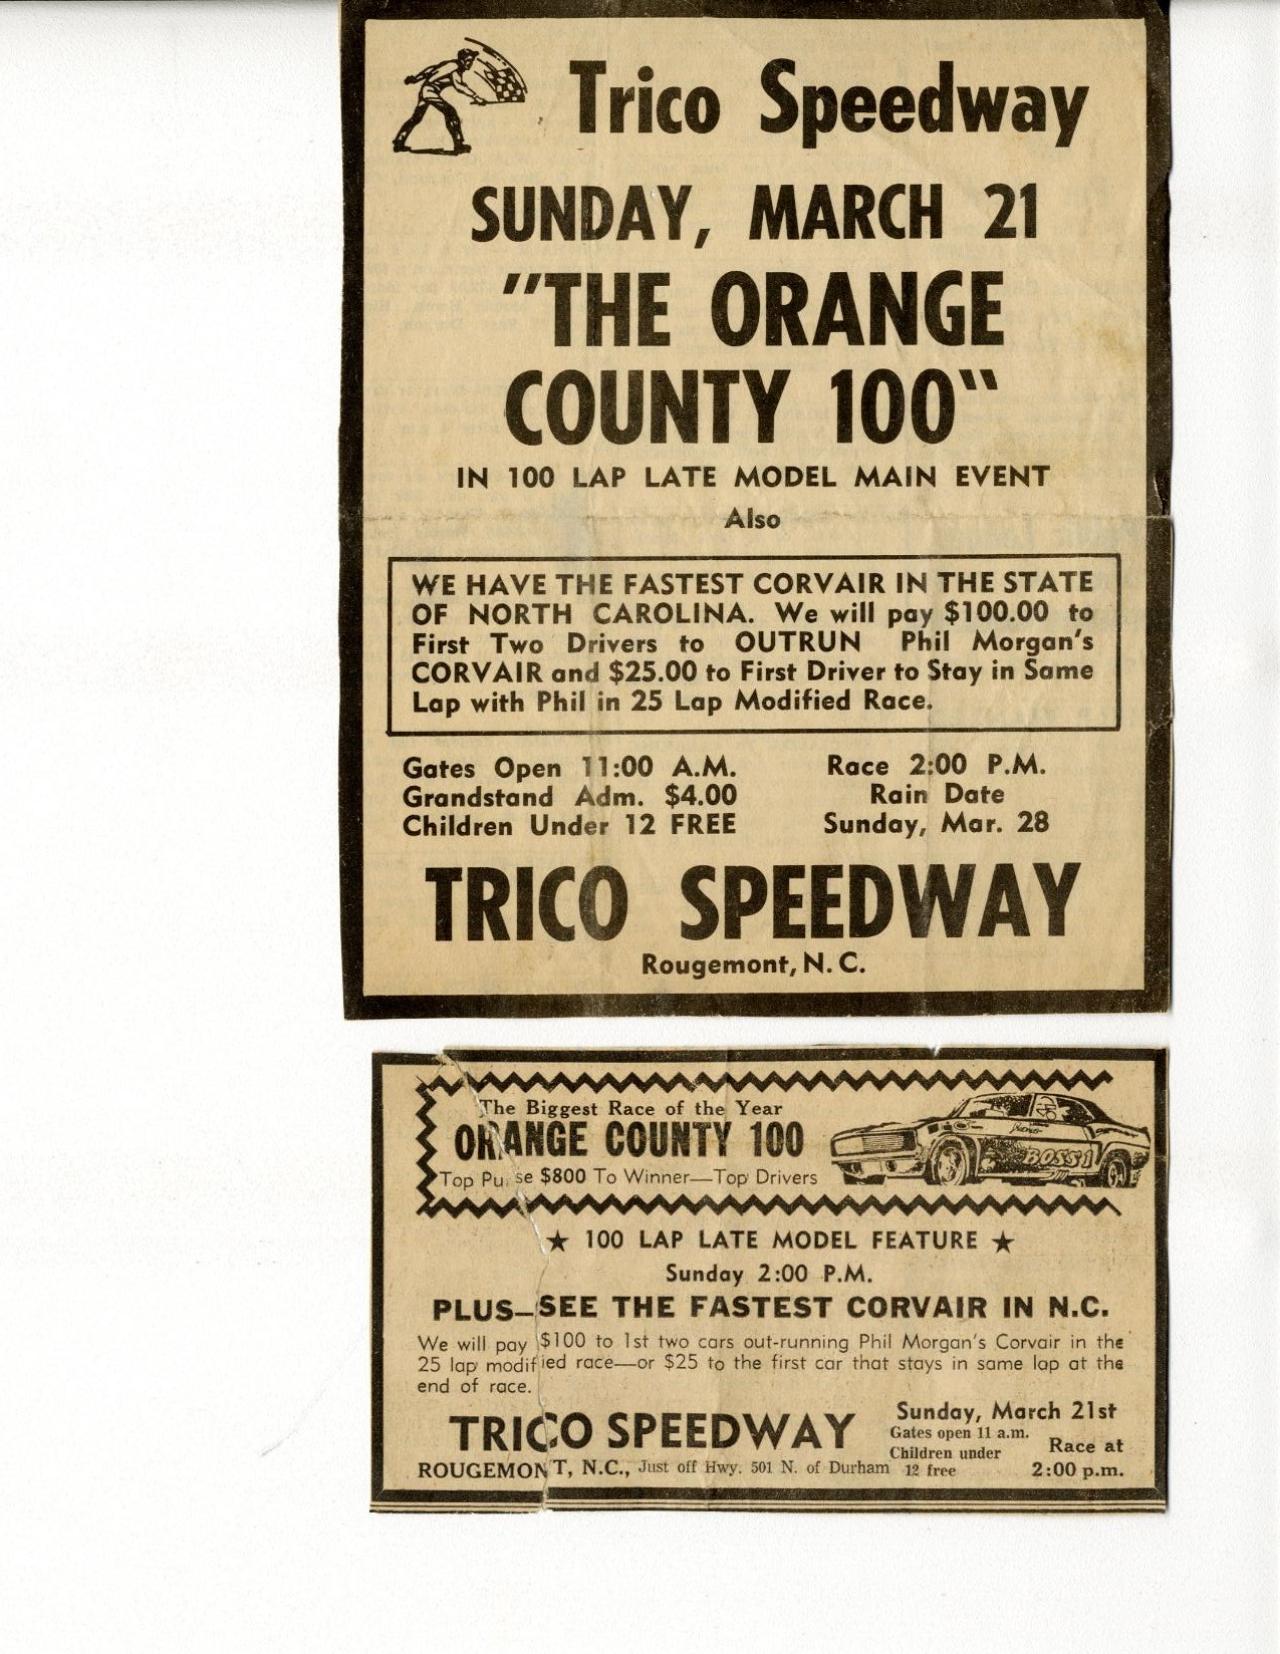 Trico Speedway
SUNDAY, MARCH 21
"THE ORANGE
COUNTY 100"
IN 100 LAP LATE MODEL MAIN EVENT
Also
WE HAVE THE FASTEST CORVAIR IN THE STATE
OF NORTH CAROLINA. We will pay $100.00 to
First Two Drivers to OUTRUN Phil Morgan's
CORVAIR and $25.00 to First Driver to Stay in Same
Lap with Phil in 25 Lap Modified Race.
Gates Open 11:00 A.M.
Grandstand Adm. $4.00
Children Under 12 FREE
Race 2:00 P.M.
Rain Date
Sunday, Mar. 28
TRICO SPEEDWAY
Rougemont, N. C.
The Biggest Race of the Year
ORANGE COUNTY 100
Top Purse $800 To Winner—Top Drivers
BOSS 1
★ 100 LAP LATE MODEL FEATURE ★
Sunday 2:00 P.M.
PLUS—SEE THE FASTEST CORVAIR IN N.C.
We will pay $100 to 1st two cars out-running Phil Morgan's Corvair in the
25 lap modified race—or $25 to the first car that stays in same lap at the
end of race.
TRICO SPEEDWAY
ROUGEMONT, N.C., Just off Hwy. 501 N. of Durham
Sunday, March 21st
Gates open 11 a.m.
Children under
12 free
Race at
2:00 p.m.